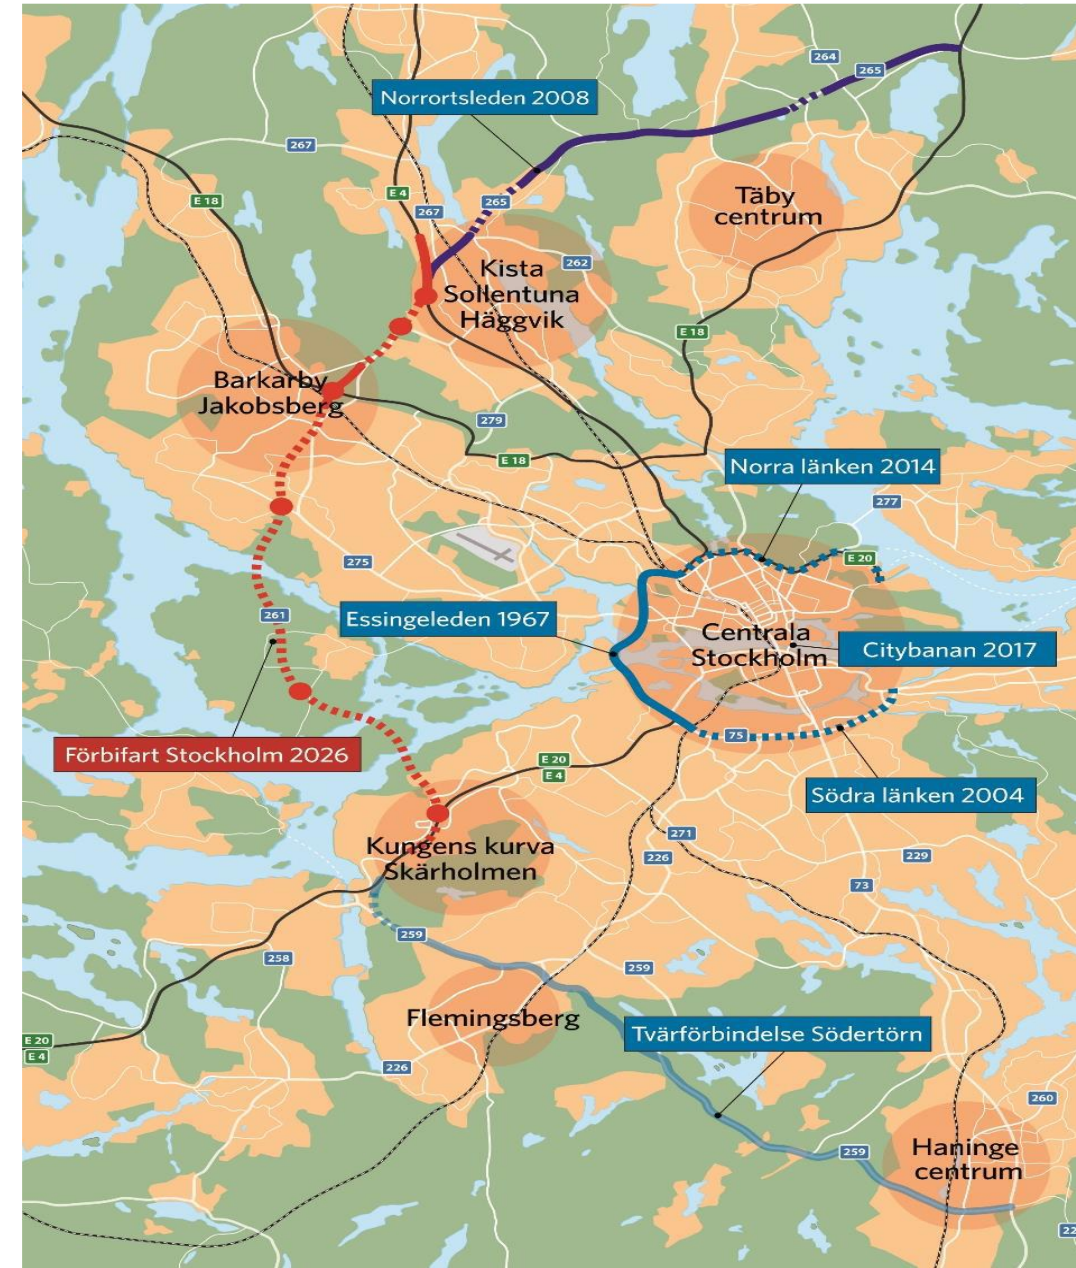 264
265
Norrortsleden 2008
267
E 18
E 4
265
267
Täby
centrum
262
Kista
Sollentuna
Häggvik
E 18
Barkarby
Jakobsberg
279
E 18
Norra länken 2014
277
E 20
275
261
Essingeleden 1967
Centrala
Stockholm
Citybanan 2017
75
Förbifart Stockholm 2026
E 20
E 4
Södra länken 2004
271
226
229
Kungens kurva
Skärholmen
73
259
258
259
Flemingsberg
Tvärförbindelse Södertörn
E 20
E 4
226
260
259
Haninge
centrum